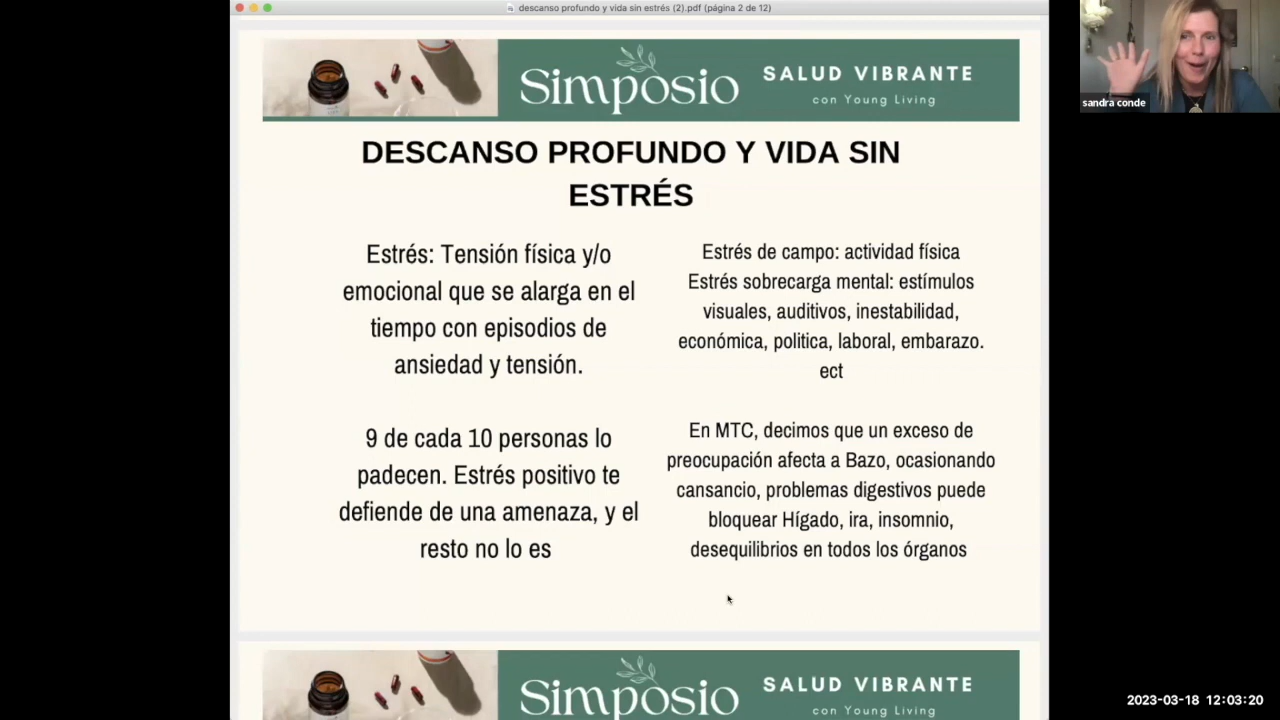 descanso profundo y vida sin estrés (2).pdf (página 2 de 12)
Simposio
SALUD VIBRANTE
con Young Living
sandra conde
DESCANSO PROFUNDO Y VIDA SIN
ESTRÉS
Estrés: Tensión física y/o
emocional que se alarga en el
tiempo con episodios de
ansiedad y tensión.
9 de cada 10 personas lo
padecen. Estrés positivo te
defiende de una amenaza, y el
resto no lo es
Estrés de campo: actividad física
Estrés sobrecarga mental: estímulos
visuales, auditivos, inestabilidad,
económica, politica, laboral, embarazo.
ect
En MTC, decimos que un exceso de
preocupación afecta a Bazo, ocasionando
cansancio, problemas digestivos puede
bloquear Hígado, ira, insomnio,
desequilibrios en todos los órganos
Simposio
SALUD VIBRANTE
con Young Living
2023-03-18 12:03:20